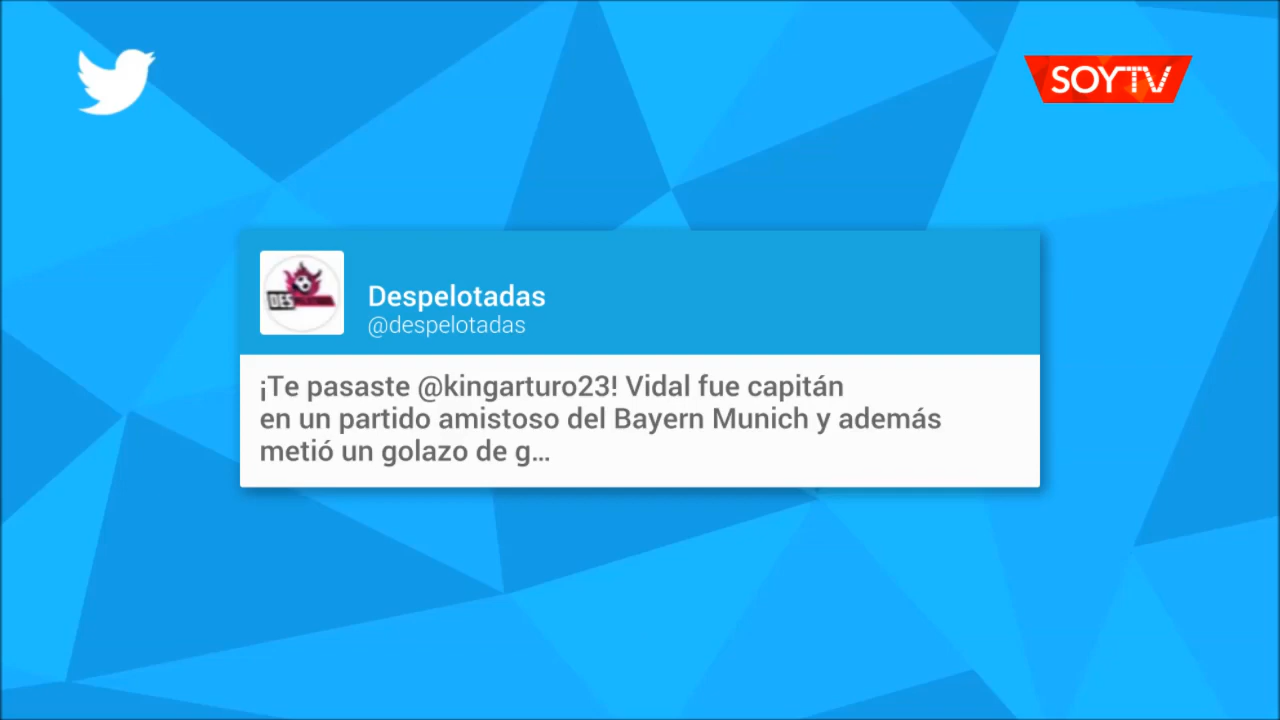 SOYTV
DES
Despelotadas
@despelotadas
¡Te pasaste @kingarturo23! Vidal fue capitán
en un partido amistoso del Bayern Munich y además
metió un golazo de g...